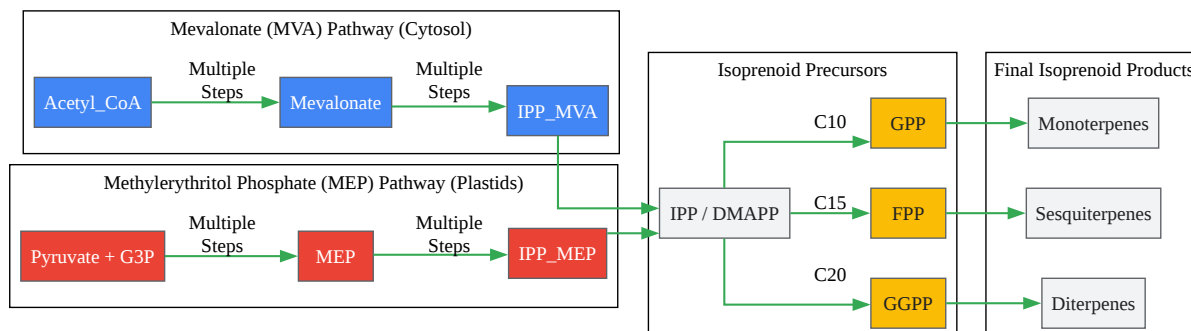 Mevalonate (MVA) Pathway (Cytosol)
Acetyl_CoA
Multiple
Steps
Mevalonate
Multiple
Steps
IPP_MVA
Methylerythritol Phosphate (MEP) Pathway (Plastids)
Pyruvate + G3P
Multiple
Steps
MEP
Multiple
Steps
IPP_MEP
Isoprenoid Precursors
IPP / DMAPP
C10
GPP
C15
FPP
C20
GGPP
Final Isoprenoid Products
Monoterpenes
Sesquiterpenes
Diterpenes